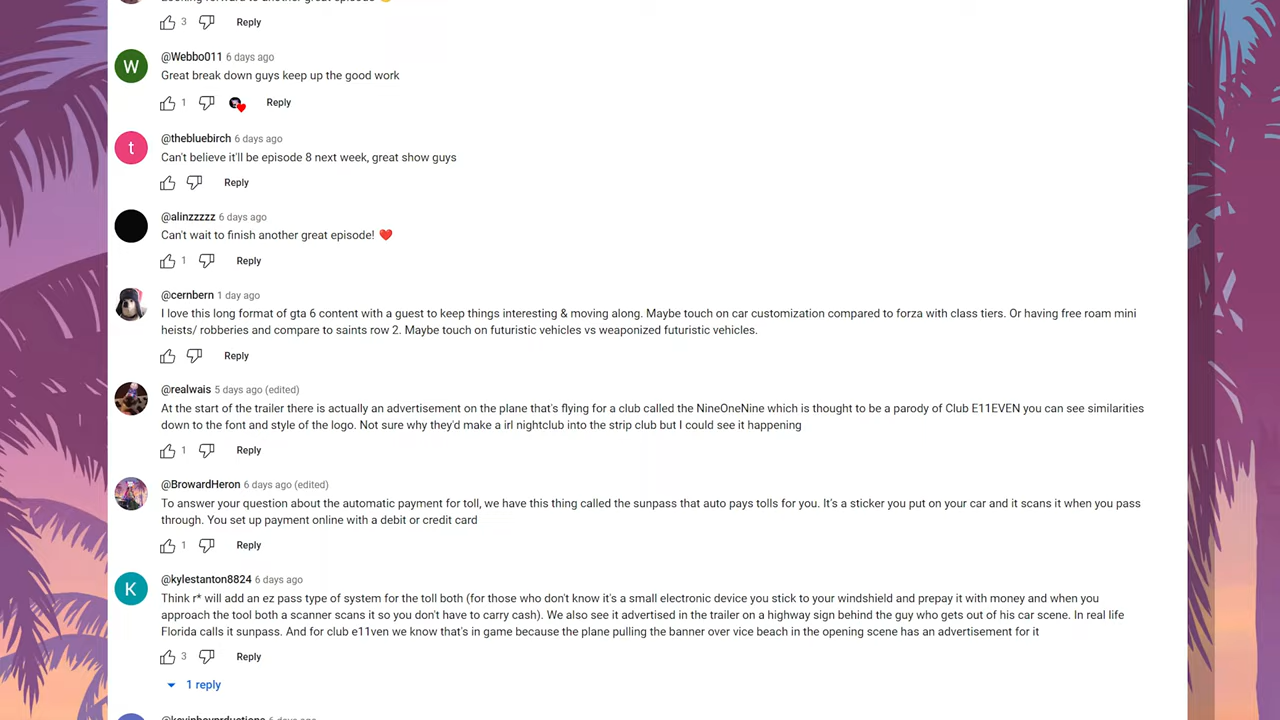 3
Reply
W
@Webbo011 6 days ago
Great break down guys keep up the good work
1
Reply
t
@thebluebirch 6 days ago
Can't believe it'll be episode 8 next week, great show guys
Reply
@alinzzzzz 6 days ago
Can't wait to finish another great episode! ❤️
1
Reply
@cernbern 1 day ago
I love this long format of gta 6 content with a guest to keep things interesting & moving along. Maybe touch on car customization compared to forza with class tiers. Or having free roam mini
heists/ robberies and compare to saints row 2. Maybe touch on futuristic vehicles vs weaponized futuristic vehicles.
Reply
@realwais 5 days ago (edited)
At the start of the trailer there is actually an advertisement on the plane that's flying for a club called the NineOneNine which is thought to be a parody of Club E11EVEN you can see similarities
down to the font and style of the logo. Not sure why they'd make a irl nightclub into the strip club but I could see it happening
1
Reply
@BrowardHeron 6 days ago (edited)
To answer your question about the automatic payment for toll, we have this thing called the sunpass that auto pays tolls for you. It's a sticker you put on your car and it scans it when you pass
through. You set up payment online with a debit or credit card
1
Reply
K
@kylestanton8824 6 days ago
Think r* will add an ez pass type of system for the toll both (for those who don't know it's a small electronic device you stick to your windshield and prepay it with money and when you
approach the tool both a scanner scans it so you don't have to carry cash). We also see it advertised in the trailer on a highway sign behind the guy who gets out of his car scene. In real life
Florida calls it sunpass. And for club e11ven we know that's in game because the plane pulling the banner over vice beach in the opening scene has an advertisement for it
3
Reply
1 reply